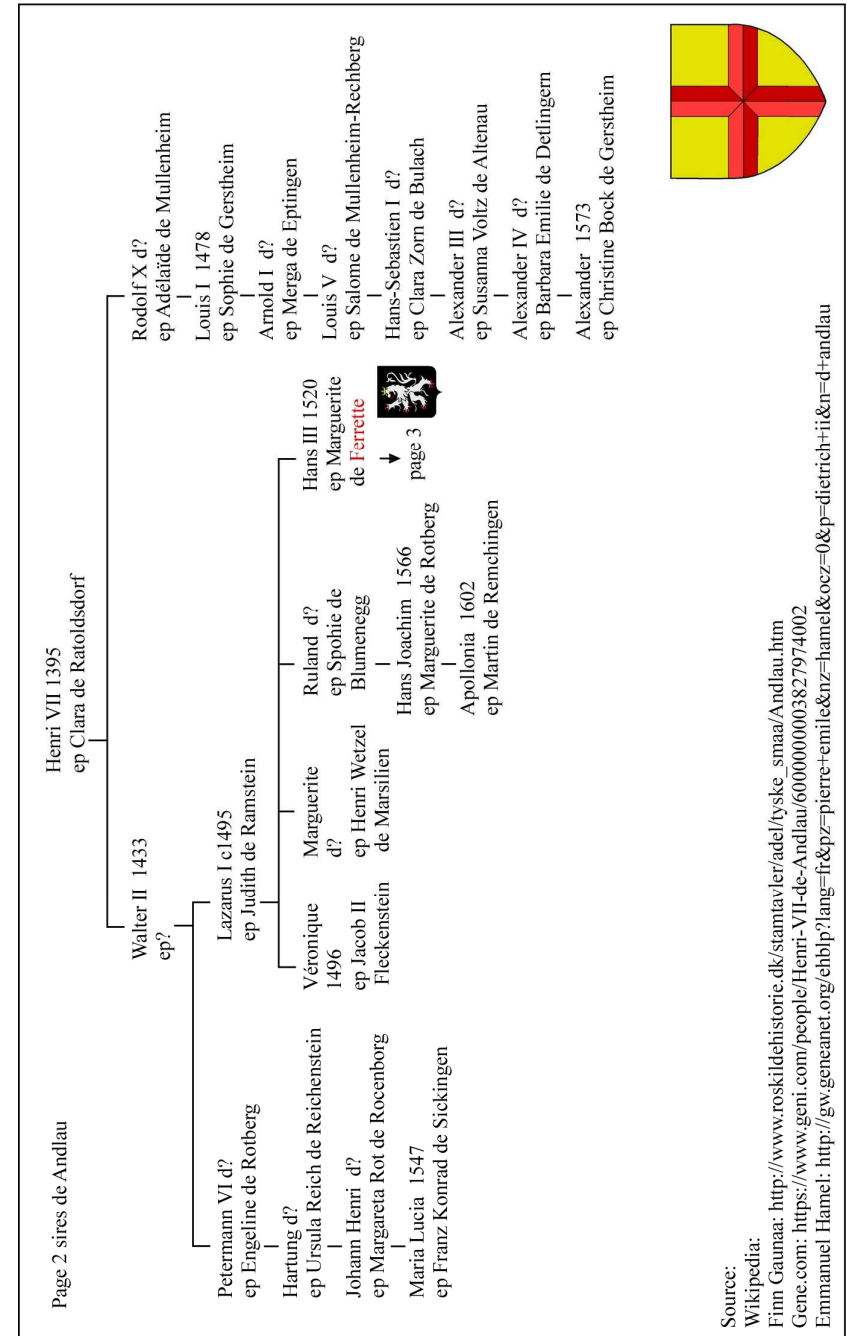 Page 2 sires de Andlau
Henri VII 1395
ep Clara de Ratoldsdorf
Walter II  1433
ep?
Rodolf X d?
ep Adélaïde de Mullenheim
Louis I  1478
ep Sophie de Gerstheim
Arnold I  d?
ep Merga de Eptingen
Louis V  d?
ep Salome de Mullenheim-Rechberg
Hans-Sebastien I  d?
ep Clara Zorn de Bulach
Alexander III  d?
ep Susanna Voltz de Altenau
Alexander IV  d?
ep Barbara Emilie de Detlingern
Alexander  1573
ep Christine Bock de Gerstheim
Petermann VI d?
ep Engeline de Rotberg
Hartung d?
ep Ursula Reich de Reichenstein
Johann Henri  d?
ep Margareta Rot de Rocenborg
Maria Lucia  1547
ep Franz Konrad de Sickingen
Lazarus I c1495
ep Judith de Ramstein
Véronique
1496
ep Jacob II
Fleckenstein
Marguerite
d?
ep Henri Wetzel
de Marsilien
Ruland  d?
ep Spohie de
Blumenegg
Hans Joachim  1566
ep Marguerite de Rotberg
Apollonia  1602
ep Martin de Remchingen
Hans III 1520
ep Marguerite
de Ferrette
page 3
Source:
Wikipedia:
Finn Gaunaa: http://www.roskildehistorie.dk/stamtavler/adel/tyske_smaa/Andlau.htm
Gene.com: https://www.geni.com/people/Henri-VII-de-Andlau/6000000003827974002
Emmanuel Hamel: http://gw.geneanet.org/ehblp?lang=fr&pz=pierre+emile&nz=hamel&ocz=0&p=dietrich+ii&n=d+andlau